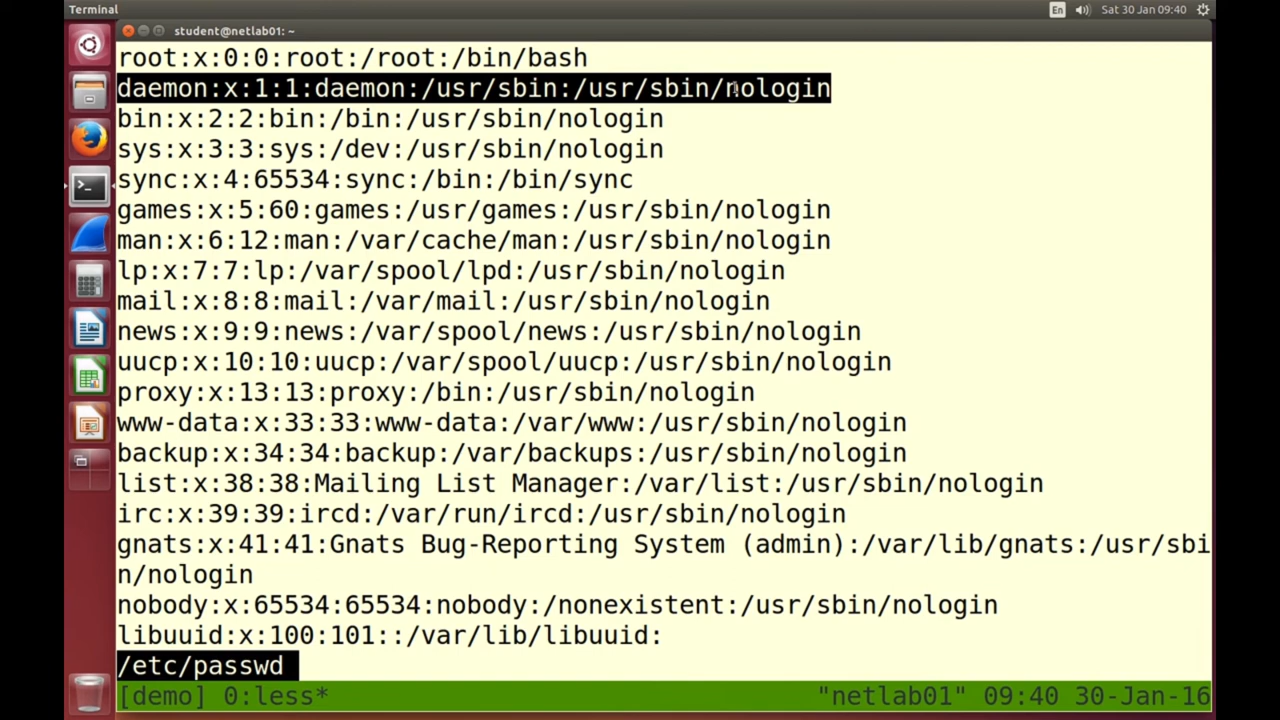 Terminal
En
Sat 30 Jan 09:40
student@netlab01: ~
root:x:0:0:root:/root:/bin/bash
daemon:x:1:1:daemon:/usr/sbin:/usr/sbin/nologin
bin:x:2:2:bin:/bin:/usr/sbin/nologin
sys:x:3:3:sys:/dev:/usr/sbin/nologin
sync:x:4:65534:sync:/bin:/bin/sync
games:x:5:60:games:/usr/games:/usr/sbin/nologin
man:x:6:12:man:/var/cache/man:/usr/sbin/nologin
lp:x:7:7:lp:/var/spool/lpd:/usr/sbin/nologin
mail:x:8:8:mail:/var/mail:/usr/sbin/nologin
news:x:9:9:news:/var/spool/news:/usr/sbin/nologin
uucp:x:10:10:uucp:/var/spool/uucp:/usr/sbin/nologin
proxy:x:13:13:proxy:/bin:/usr/sbin/nologin
www-data:x:33:33:www-data:/var/www:/usr/sbin/nologin
backup:x:34:34:backup:/var/backups:/usr/sbin/nologin
list:x:38:38:Mailing List Manager:/var/list:/usr/sbin/nologin
irc:x:39:39:ircd:/var/run/ircd:/usr/sbin/nologin
gnats:x:41:41:Gnats Bug-Reporting System (admin):/var/lib/gnats:/usr/sbi
n/nologin
nobody:x:65534:65534:nobody:/nonexistent:/usr/sbin/nologin
libuuid:x:100:101::/var/lib/libuuid:
/etc/passwd
[demo] 0:less* "netlab01" 09:40 30-Jan-16